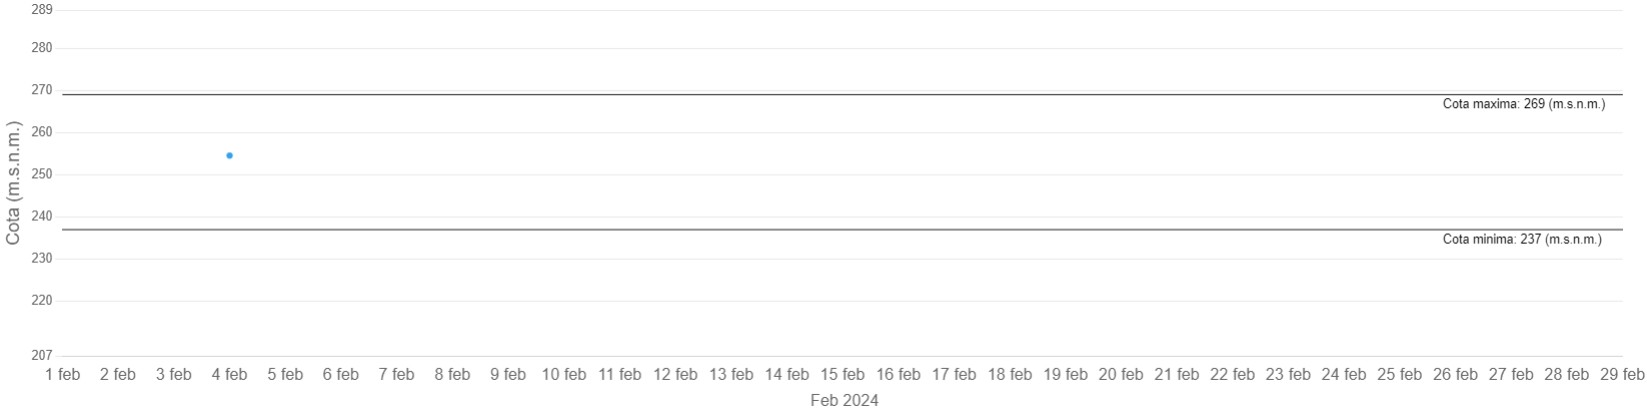 289
280
270
260
250
240
230
220
207
Cota (m.s.n.m.)
Cota maxima: 269 (m.s.n.m.)
Cota minima: 237 (m.s.n.m.)
1 feb 2 feb 3 feb 4 feb 5 feb 6 feb 7 feb 8 feb 9 feb 10 feb 11 feb 12 feb 13 feb 14 feb 15 feb 16 feb 17 feb 18 feb 19 feb 20 feb 21 feb 22 feb 23 feb 24 feb 25 feb 26 feb 27 feb 28 feb 29 feb
Feb 2024